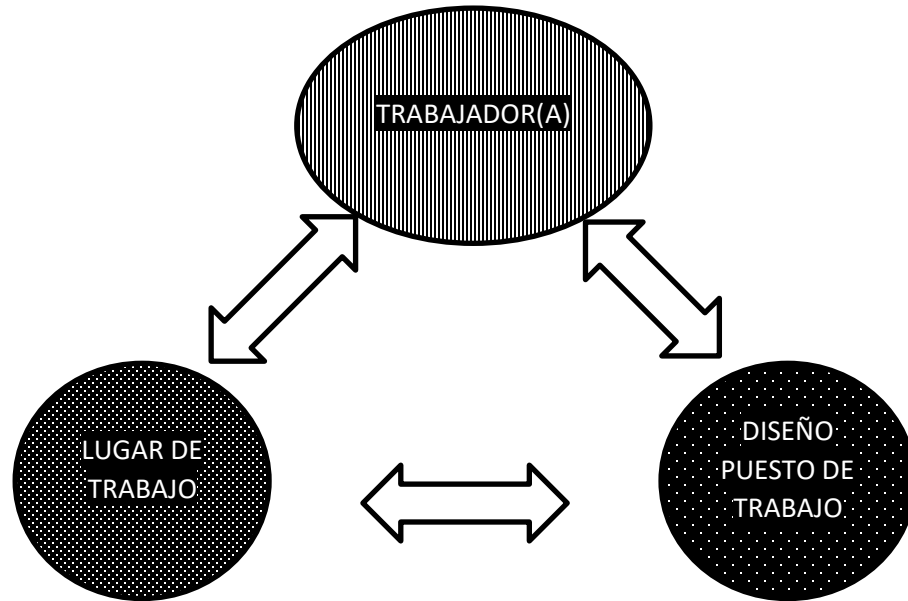 TRABAJADOR(A)
LUGAR DE
TRABAJO
DISEÑO
PUESTO DE
TRABAJO